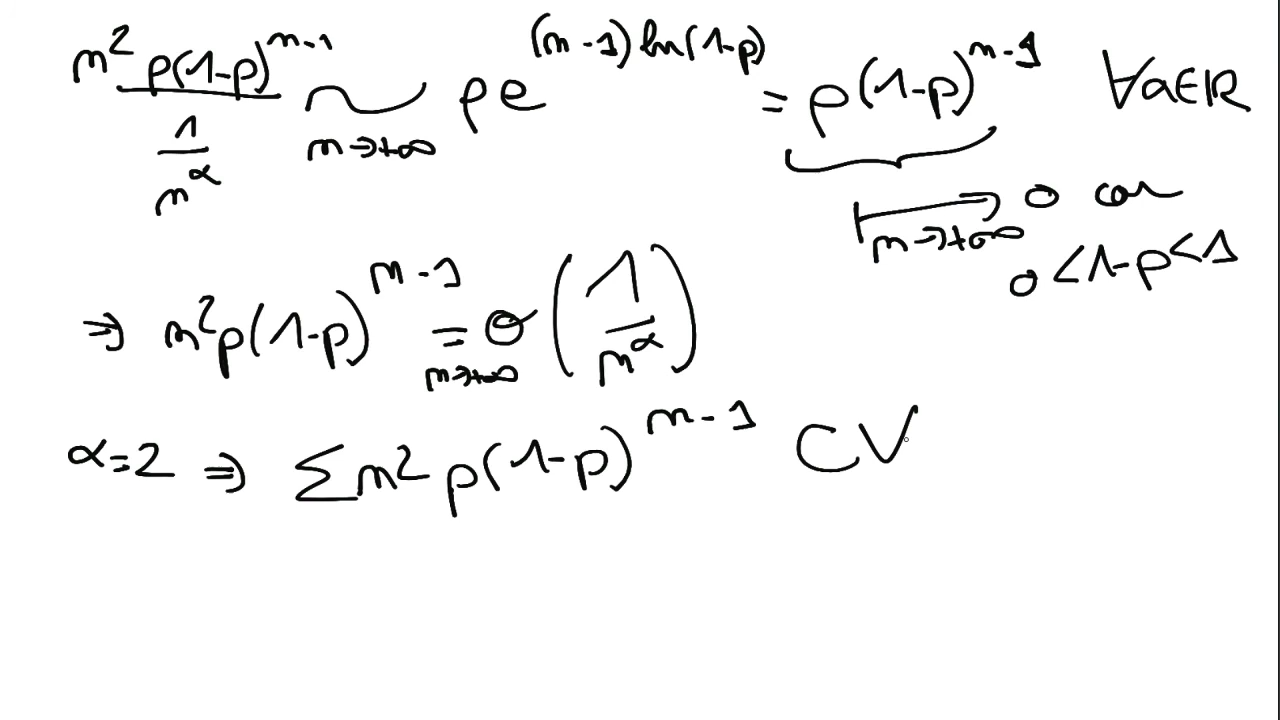 n² p(1-p)^{n-1} / (1/n^α) ∼_{n→+∞} p e^{(n-1) ln(1-p)} = p(1-p)^{n-1} ∀a∈ℝ
⟼_{n→+∞} 0 car
0 < 1-p < 1
⇒ n² p(1-p)^{n-1} =_{n→+∞} o(1/n^α)
α=2 ⇒ Σ n² p(1-p)^{n-1} CV